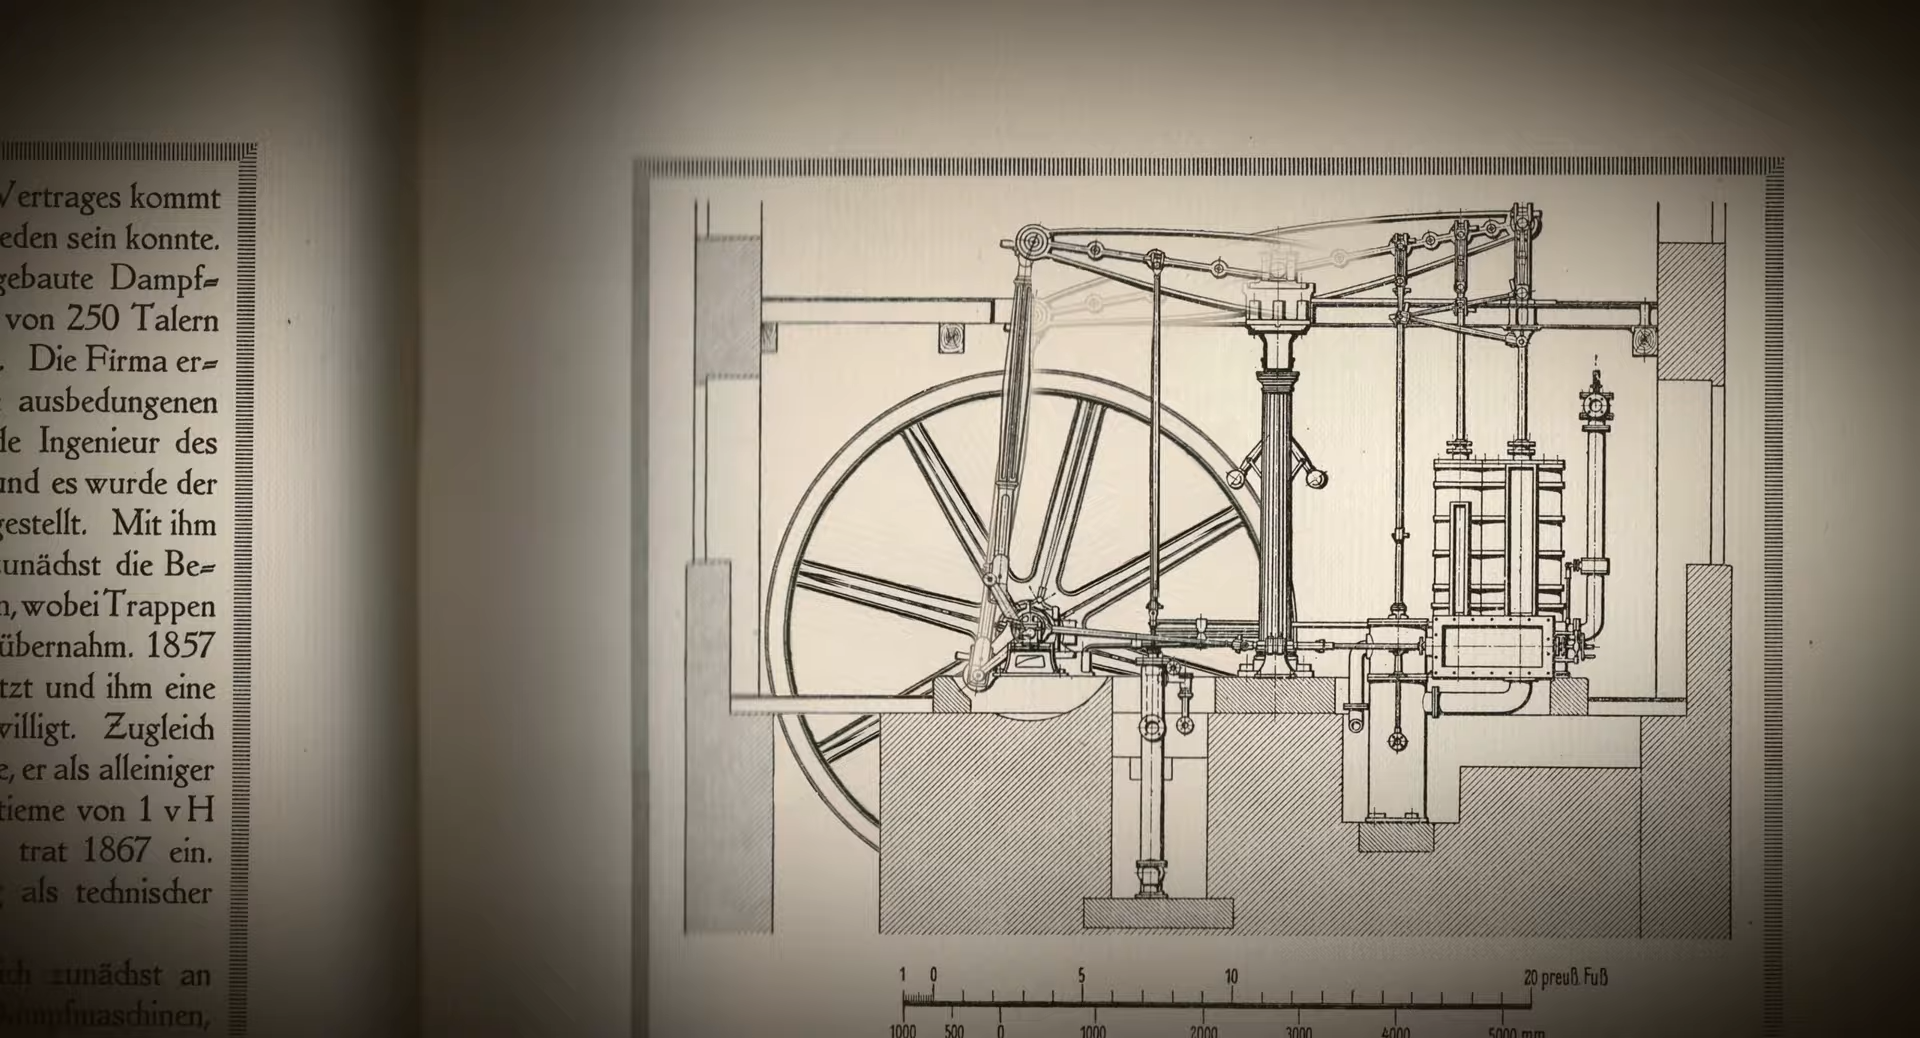 Vertrages kommt
eden sein konnte.
gebaute Dampf=
von 250 Talern
. Die Firma er=
ausbedungenen
le Ingenieur des
und es wurde der
gestellt. Mit ihm
zunächst die Be=
n, wobei Trappen
übernahm. 1857
tzt und ihm eine
willigt. Zugleich
e, er als alleiniger
tieme von 1 v H
trat 1867 ein.
; als technischer
ich zunächst an
Dampfmaschinen,
1 0 5 10 20 preuß. Fuß
1000 500 0 1000 2000 3000 4000 5000 mm